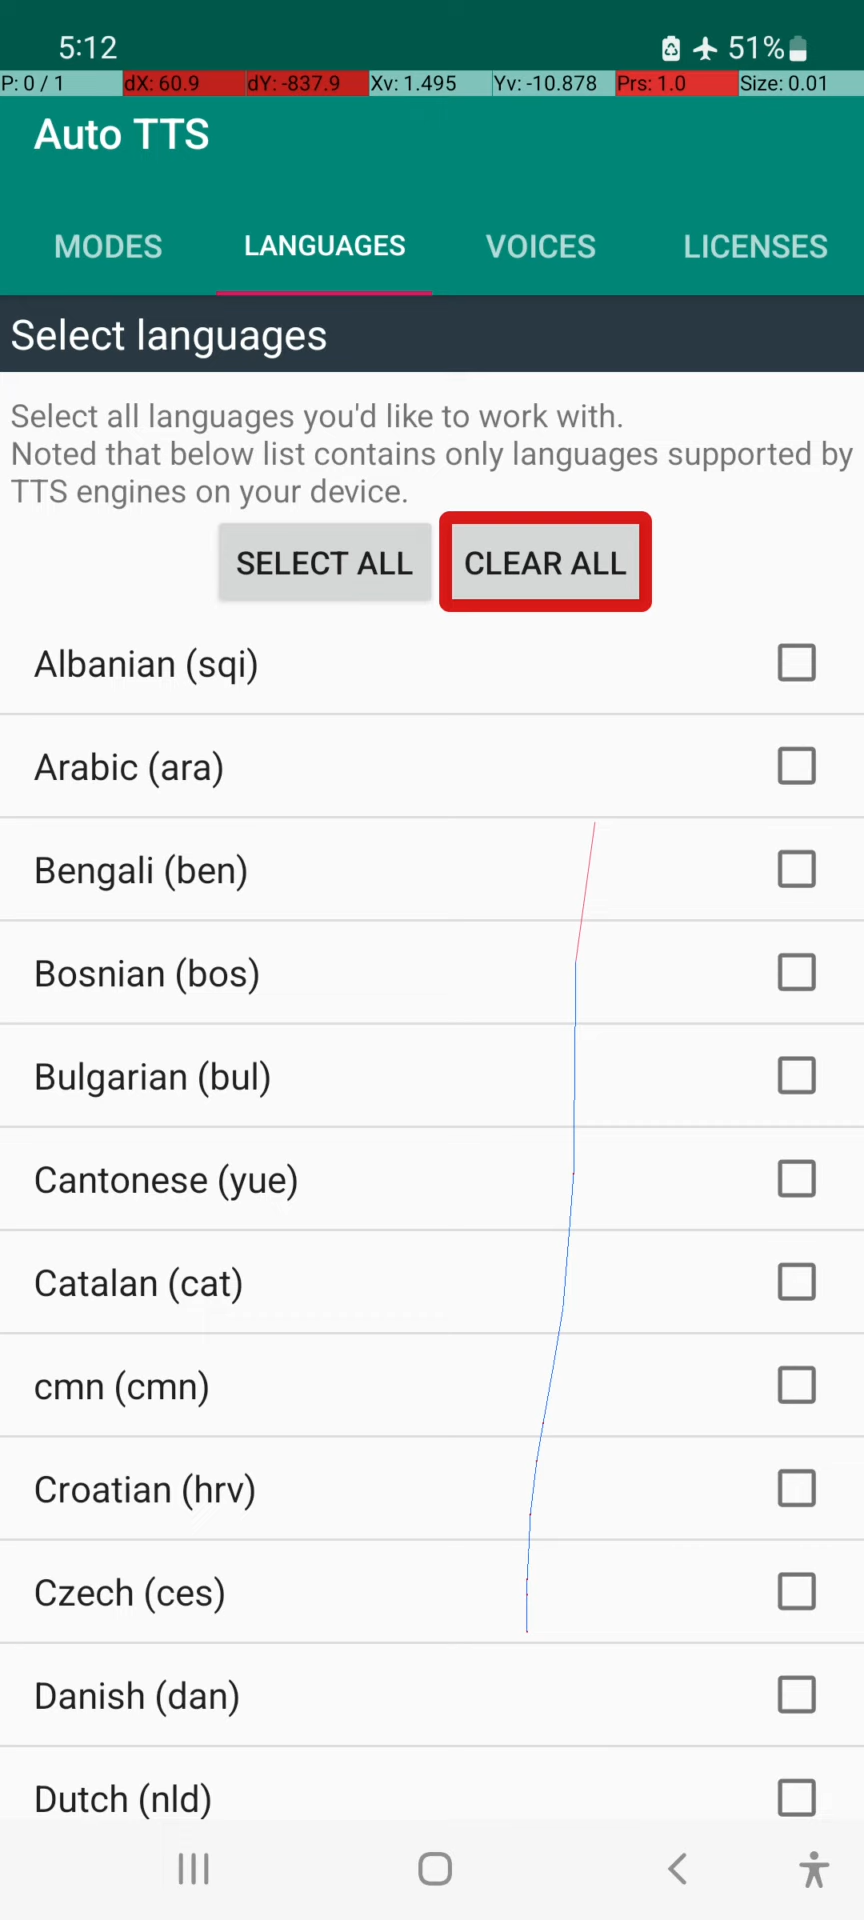 5:12
51%
P: 0 / 1 dX: 60.9 dY: -837.9 Xv: 1.495 Yv: -10.878 Prs: 1.0 Size: 0.01
Auto TTS
MODES LANGUAGES VOICES LICENSES
Select languages
Select all languages you'd like to work with.
Noted that below list contains only languages supported by
TTS engines on your device.
SELECT ALL CLEAR ALL
Albanian (sqi)
Arabic (ara)
Bengali (ben)
Bosnian (bos)
Bulgarian (bul)
Cantonese (yue)
Catalan (cat)
cmn (cmn)
Croatian (hrv)
Czech (ces)
Danish (dan)
Dutch (nld)